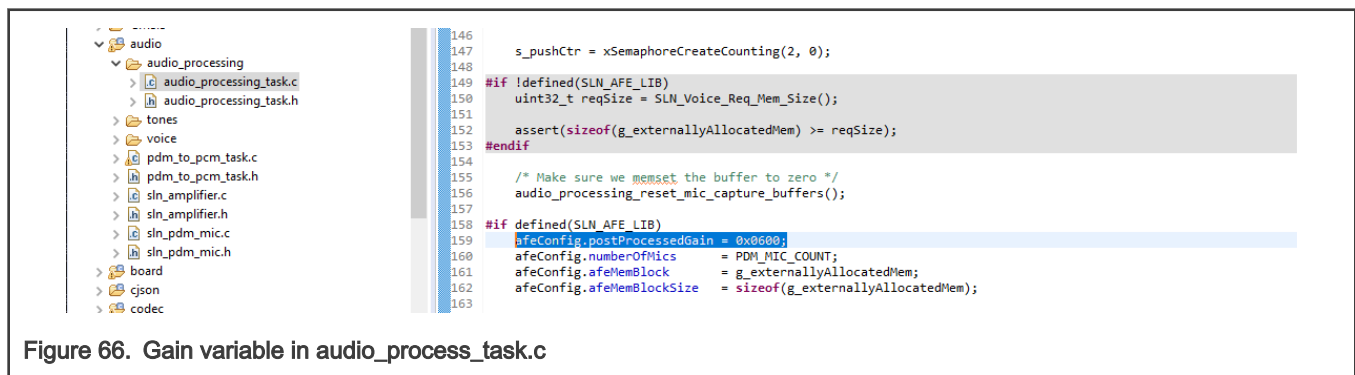 audio
audio_processing
audio_processing_task.c
audio_processing_task.h
tones
voice
pdm_to_pcm_task.c
pdm_to_pcm_task.h
sln_amplifier.c
sln_amplifier.h
sln_pdm_mic.c
sln_pdm_mic.h
board
cjson
codec
146
147 s_pushCtr = xSemaphoreCreateCounting(2, 0);
148
149 #if !defined(SLN_AFE_LIB)
150 uint32_t reqSize = SLN_Voice_Req_Mem_Size();
151
152 assert(sizeof(g_externallyAllocatedMem) >= reqSize);
153 #endif
154
155 /* Make sure we memset the buffer to zero */
156 audio_processing_reset_mic_capture_buffers();
157
158 #if defined(SLN_AFE_LIB)
159 afeConfig.postProcessedGain = 0x0600;
160 afeConfig.numberOfMics = PDM_MIC_COUNT;
161 afeConfig.afeMemBlock = g_externallyAllocatedMem;
162 afeConfig.afeMemBlockSize = sizeof(g_externallyAllocatedMem);
163
Figure 66. Gain variable in audio_process_task.c